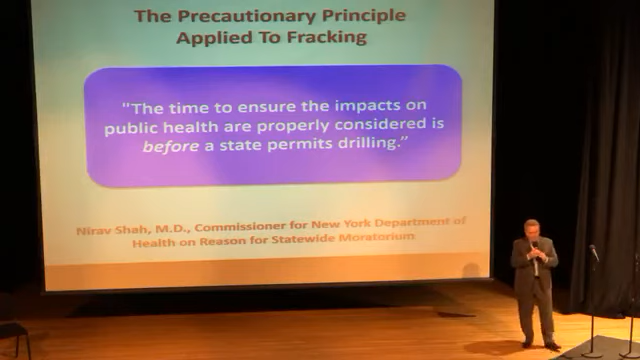 The Precautionary Principle
Applied To Fracking
"The time to ensure the impacts on
public health are properly considered is
before a state permits drilling.”
Nirav Shah, M.D., Commissioner for New York Department of
Health on Reason for Statewide Moratorium